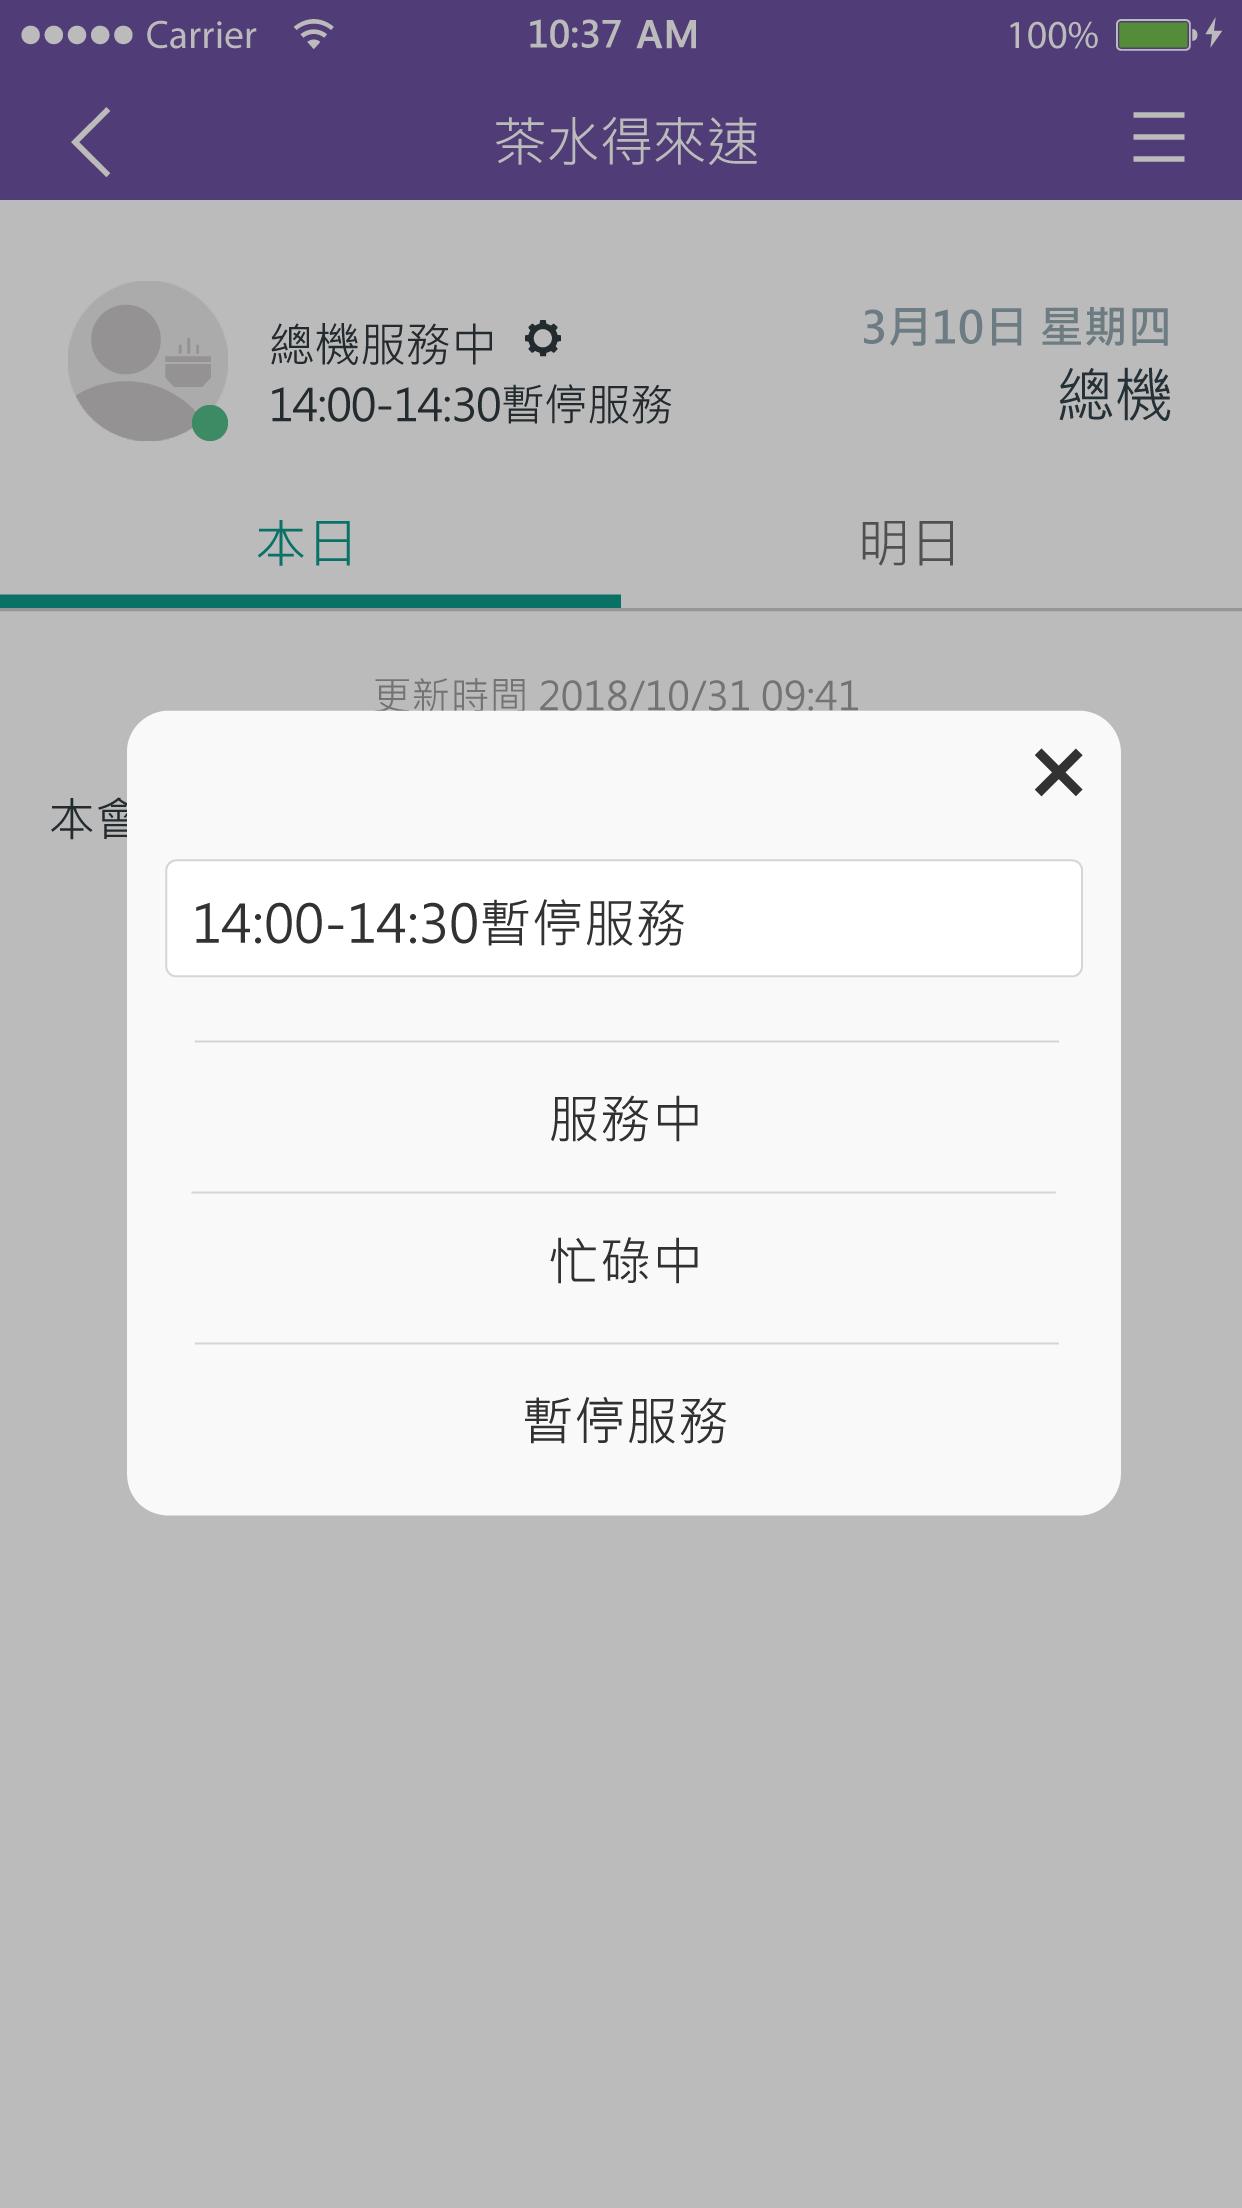 Carrier 10:37 AM 100%
茶水得來速
總機服務中
14:00-14:30暫停服務
3月10日 星期四
總機
本日 明日
更新時間 2018/10/31 09:41
本會
14:00-14:30暫停服務
服務中
忙碌中
暫停服務